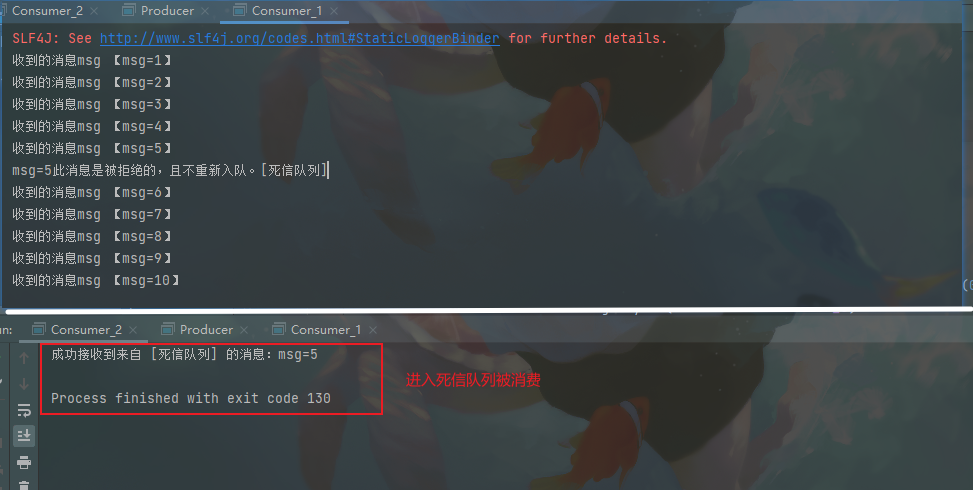 Consumer_2 × Producer × Consumer_1 ×
SLF4J: See http://www.slf4j.org/codes.html#StaticLoggerBinder for further details.
收到的消息msg 【msg=1】
收到的消息msg 【msg=2】
收到的消息msg 【msg=3】
收到的消息msg 【msg=4】
收到的消息msg 【msg=5】
msg=5此消息是被拒绝的，且不重新入队。[死信队列]
收到的消息msg 【msg=6】
收到的消息msg 【msg=7】
收到的消息msg 【msg=8】
收到的消息msg 【msg=9】
收到的消息msg 【msg=10】
un: Consumer_2 × Producer × Consumer_1 ×
成功接收到来自 [死信队列] 的消息：msg=5
进入死信队列被消费
Process finished with exit code 130